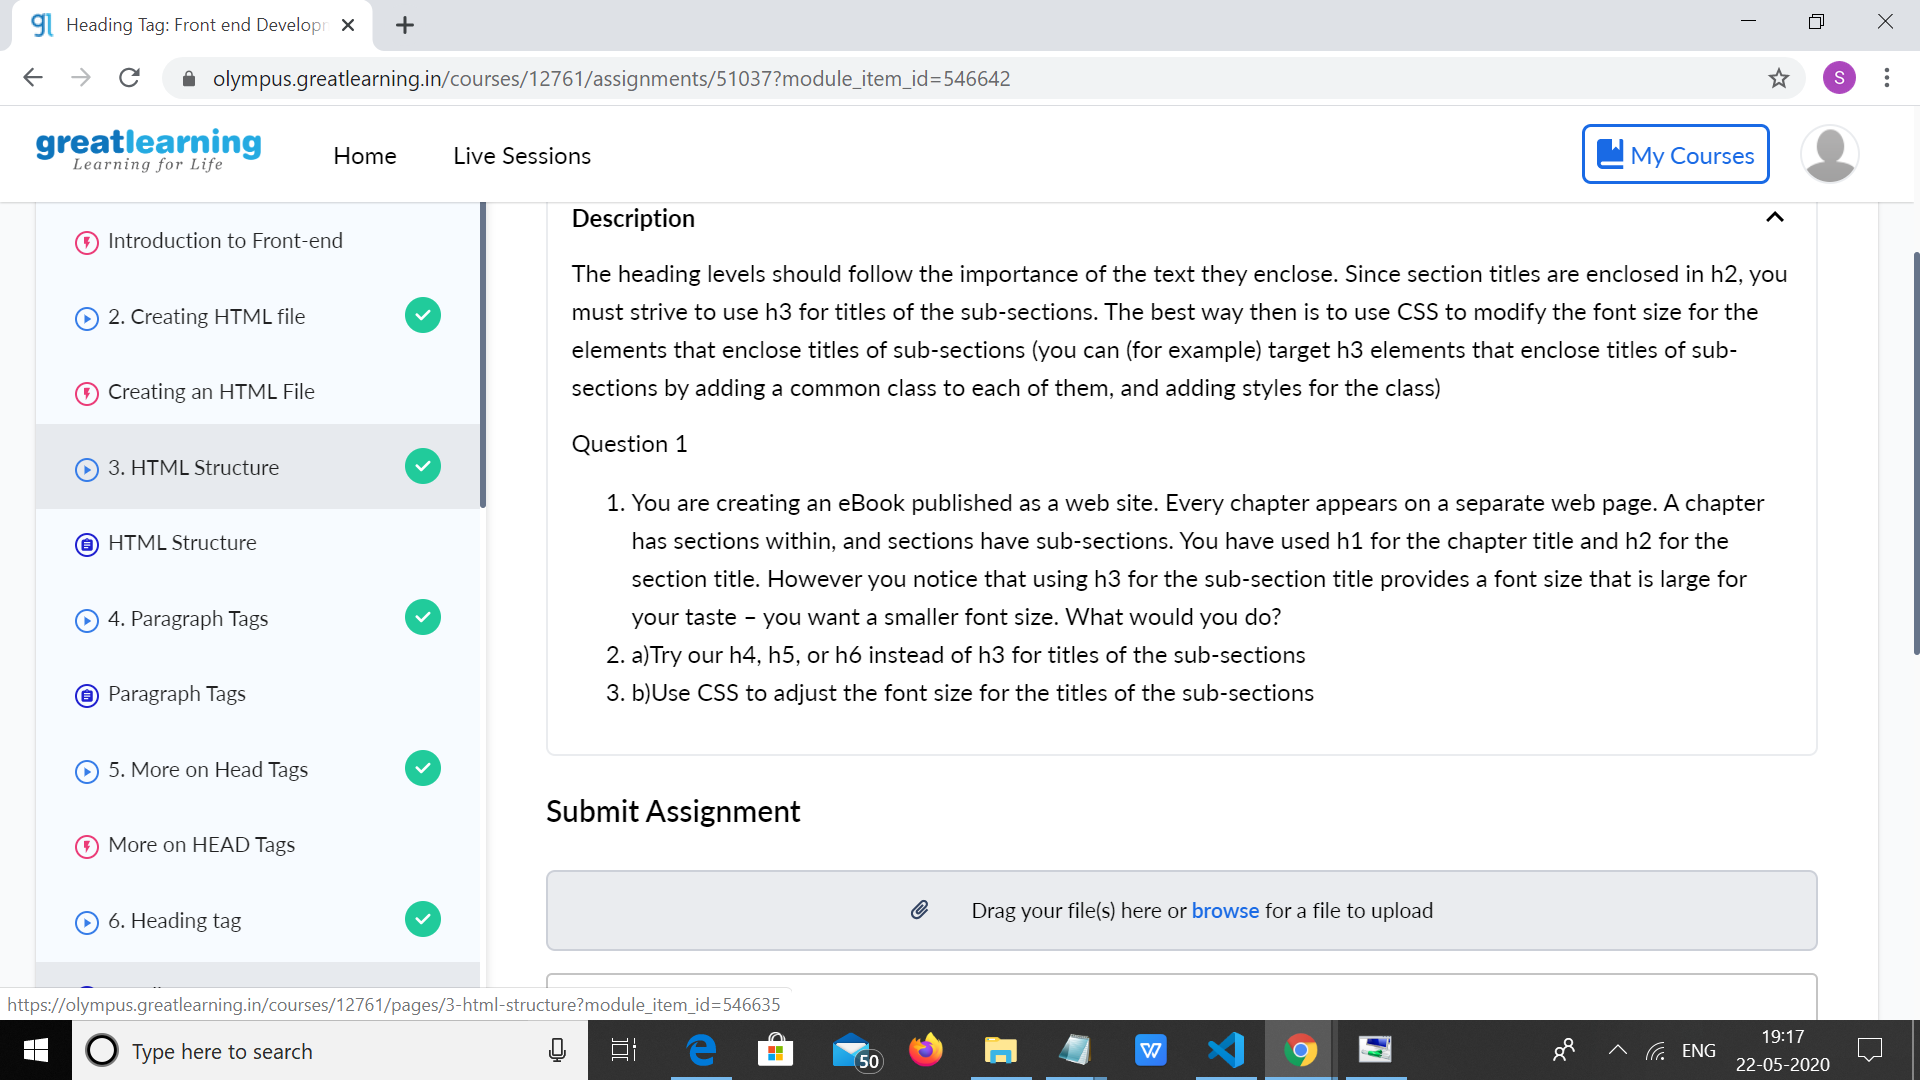 Heading Tag: Front end Developr
olympus.greatlearning.in/courses/12761/assignments/51037?module_item_id=546642
S
greatlearning
Learning for Life
Home
Live Sessions
My Courses
Introduction to Front-end
2. Creating HTML file
Creating an HTML File
3. HTML Structure
HTML Structure
4. Paragraph Tags
Paragraph Tags
5. More on Head Tags
More on HEAD Tags
6. Heading tag
Description
The heading levels should follow the importance of the text they enclose. Since section titles are enclosed in h2, you
must strive to use h3 for titles of the sub-sections. The best way then is to use CSS to modify the font size for the
elements that enclose titles of sub-sections (you can (for example) target h3 elements that enclose titles of sub-
sections by adding a common class to each of them, and adding styles for the class)
Question 1
1. You are creating an eBook published as a web site. Every chapter appears on a separate web page. A chapter
has sections within, and sections have sub-sections. You have used h1 for the chapter title and h2 for the
section title. However you notice that using h3 for the sub-section title provides a font size that is large for
your taste – you want a smaller font size. What would you do?
2. a)Try our h4, h5, or h6 instead of h3 for titles of the sub-sections
3. b)Use CSS to adjust the font size for the titles of the sub-sections
Submit Assignment
Drag your file(s) here or browse for a file to upload
https://olympus.greatlearning.in/courses/12761/pages/3-html-structure?module_item_id=546635
Type here to search
50
W
ENG
19:17
22-05-2020